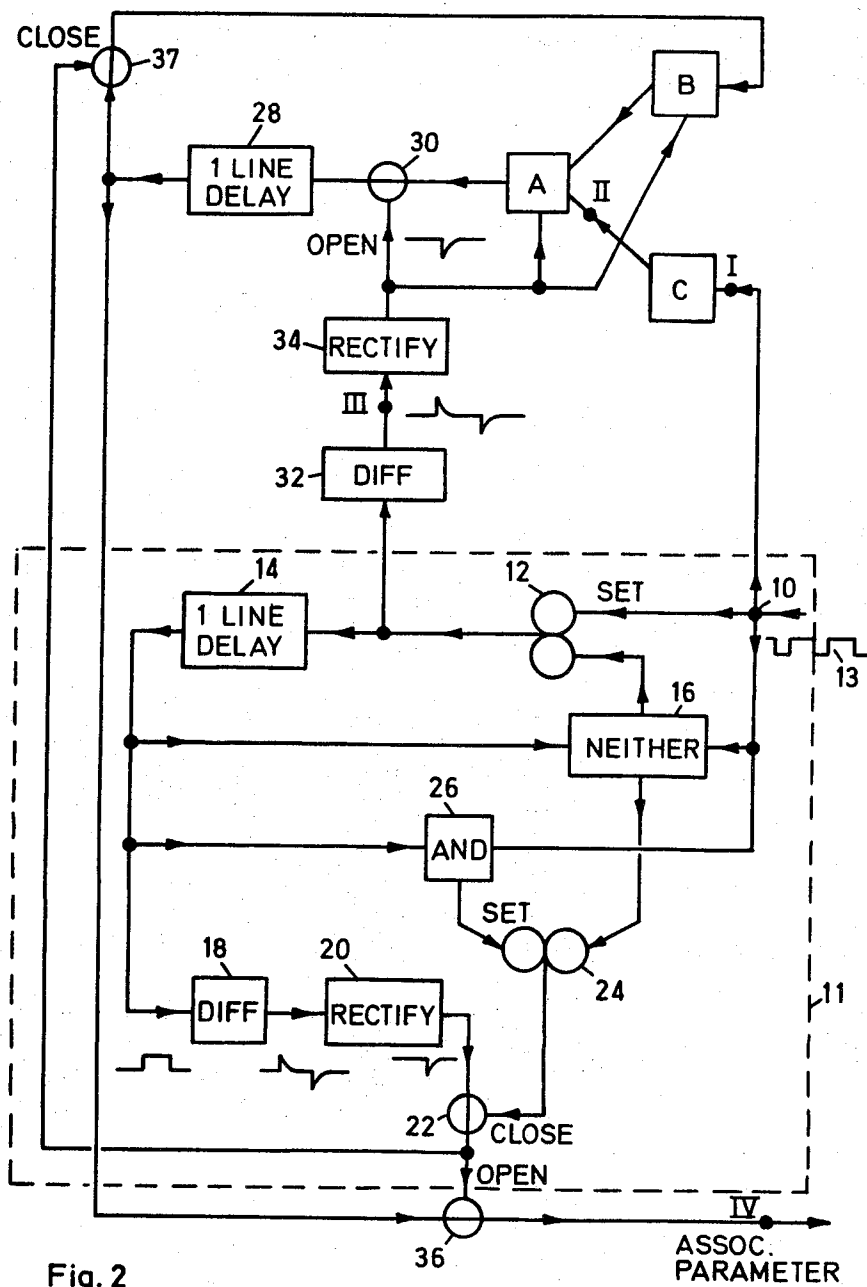 CLOSE
37
B
28
30
1 LINE
DELAY
A
II
OPEN
I
C
34
RECTIFY
III
32
DIFF
14
12
SET
10
1 LINE
DELAY
13
16
NEITHER
26
AND
SET
18
20
24
11
DIFF
RECTIFY
22
CLOSE
OPEN
IV
36
ASSOC.
PARAMETER
Fig. 2